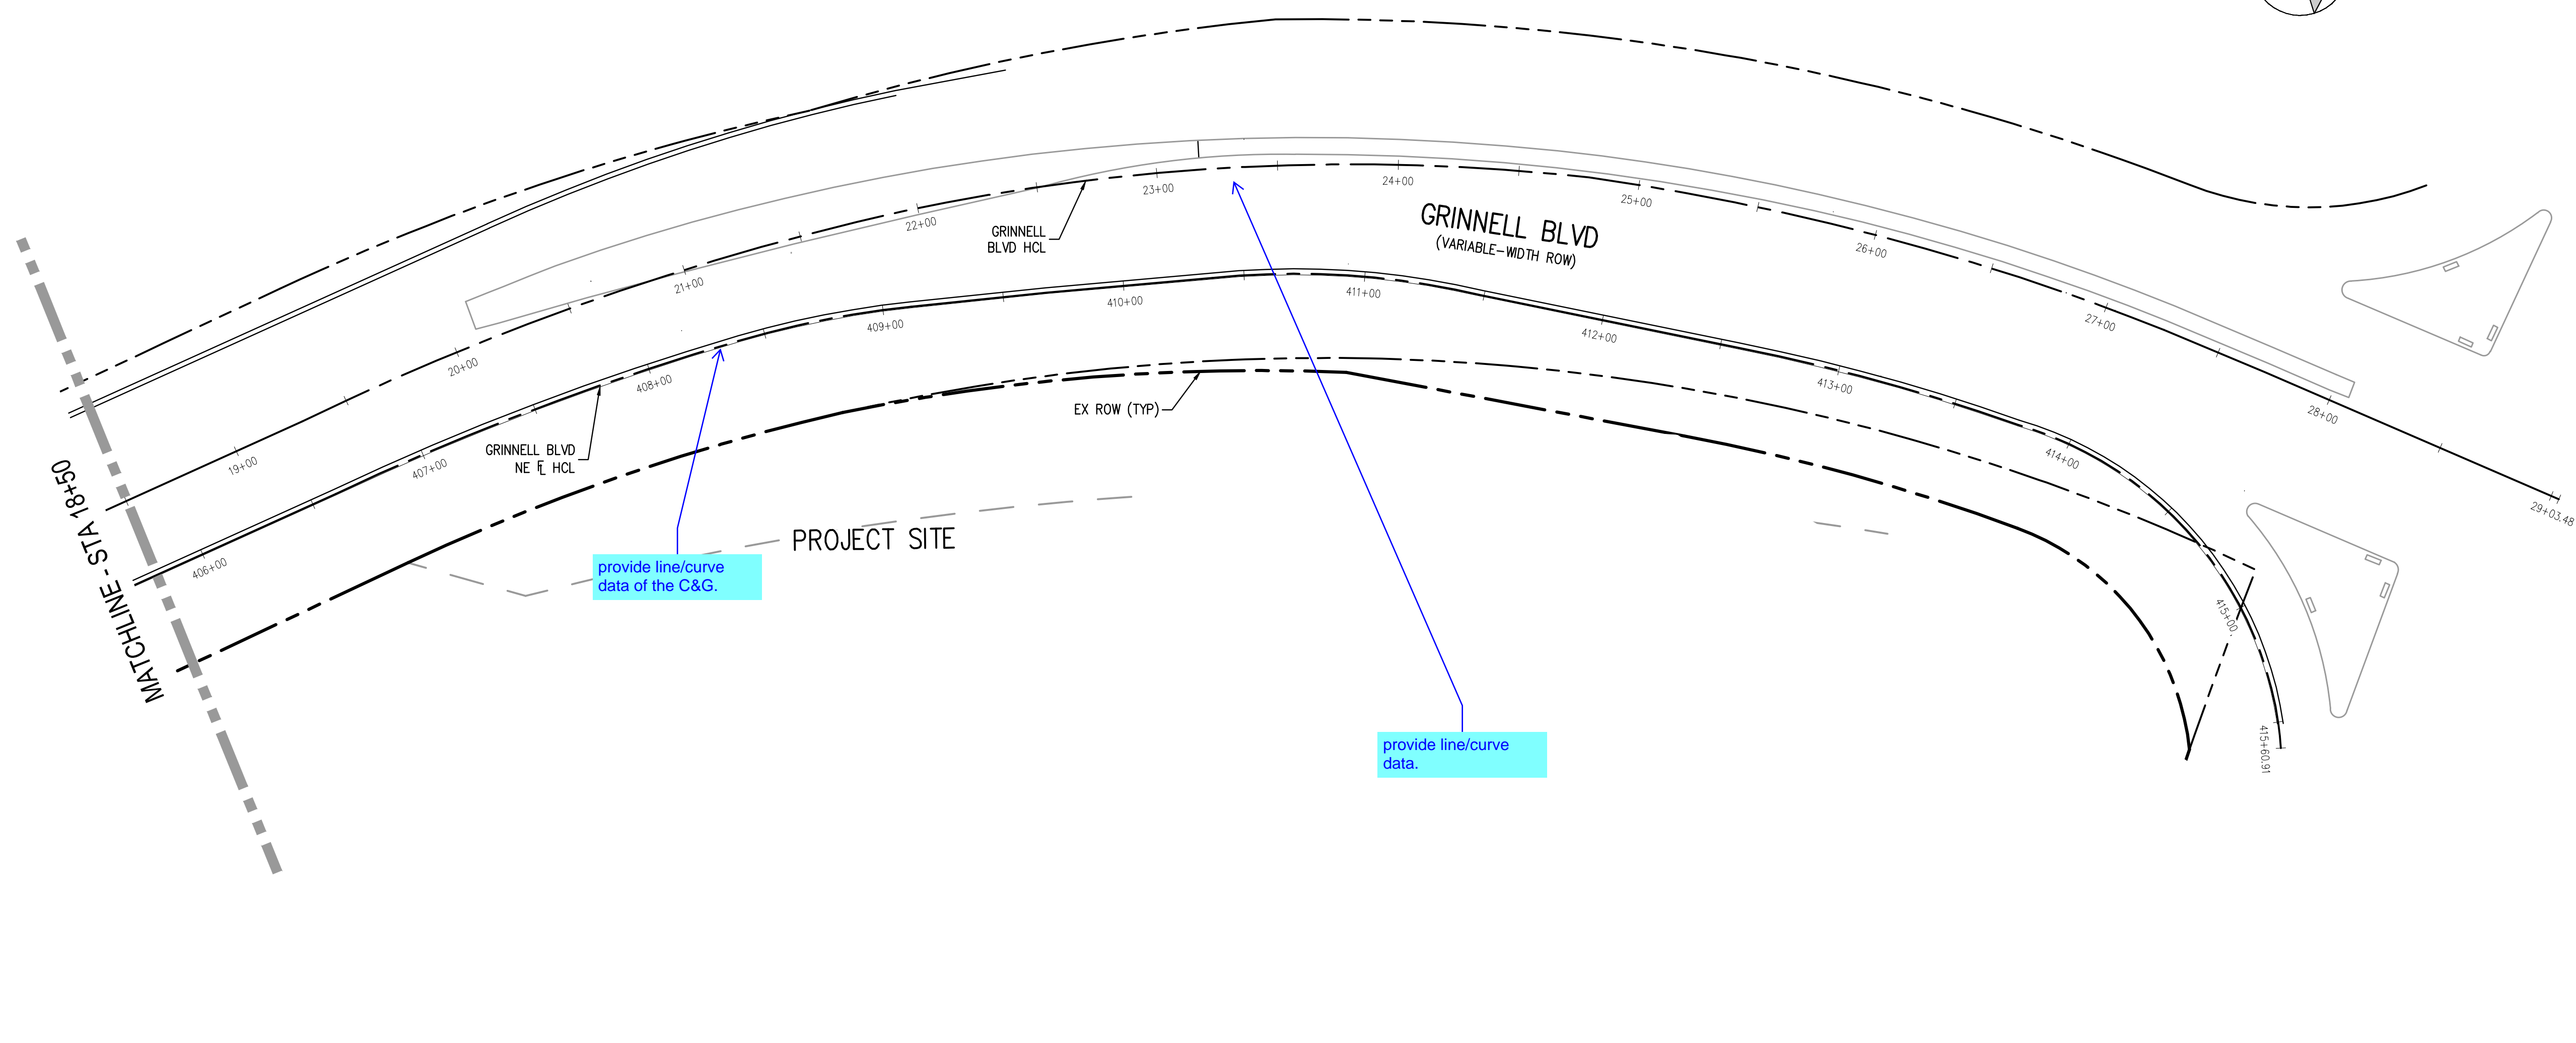 23+00
24+00
25+00
26+00
27+00
28+00
29+03.48
22+00
21+00
20+00
19+00
GRINNELL
BLVD HCL
GRINNELL BLVD
(VARIABLE-WIDTH ROW)
406+00
407+00
408+00
409+00
410+00
411+00
412+00
413+00
414+00
415+00
415+60.91
GRINNELL BLVD
NE FL HCL
EX ROW (TYP)
MATCHLINE - STA 18+50
PROJECT SITE
provide line/curve
data of the C&G.
provide line/curve
data.